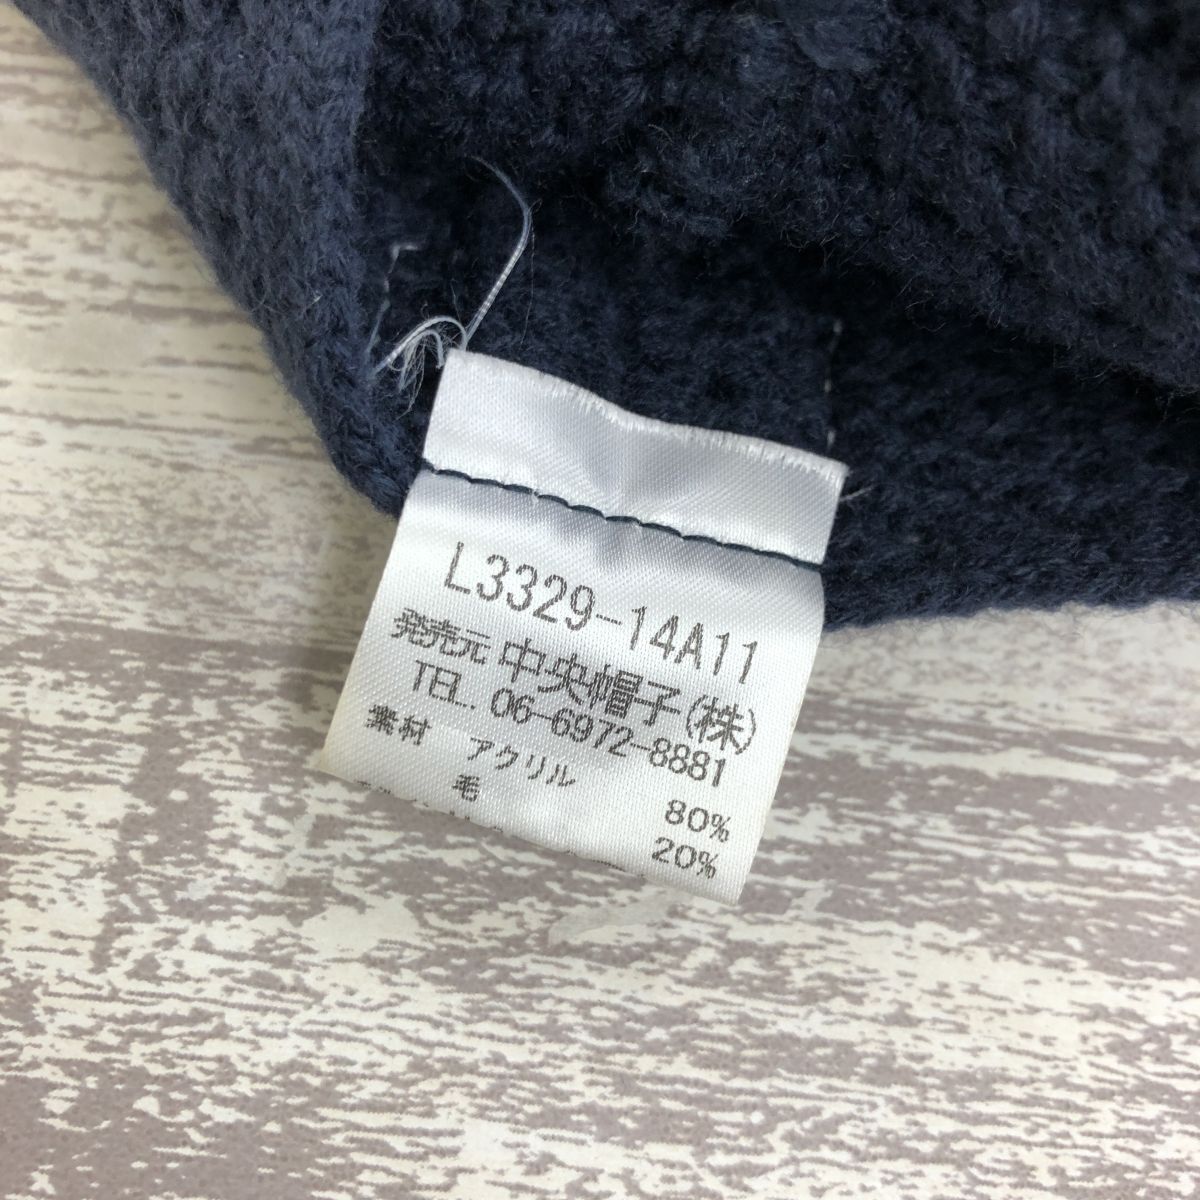 L3329-14A11
発売元 中央帽子(株)
TEL. 06-6972-8881
素材 アクリル 80%
毛 20%